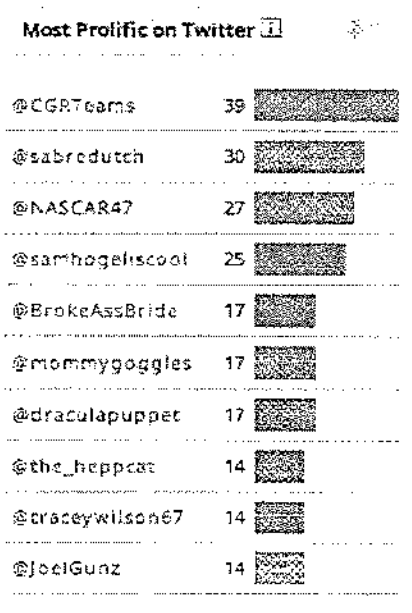 Most Prolific on Twitter
@CGRTeams 39
@sabredutch 30
@NASCAR47 27
@samhogeliscool 25
@BrokeAssBride 17
@mommygoggles 17
@draculapuppet 17
@the_heppcat 14
@traceywilson67 14
@JoelGunz 14